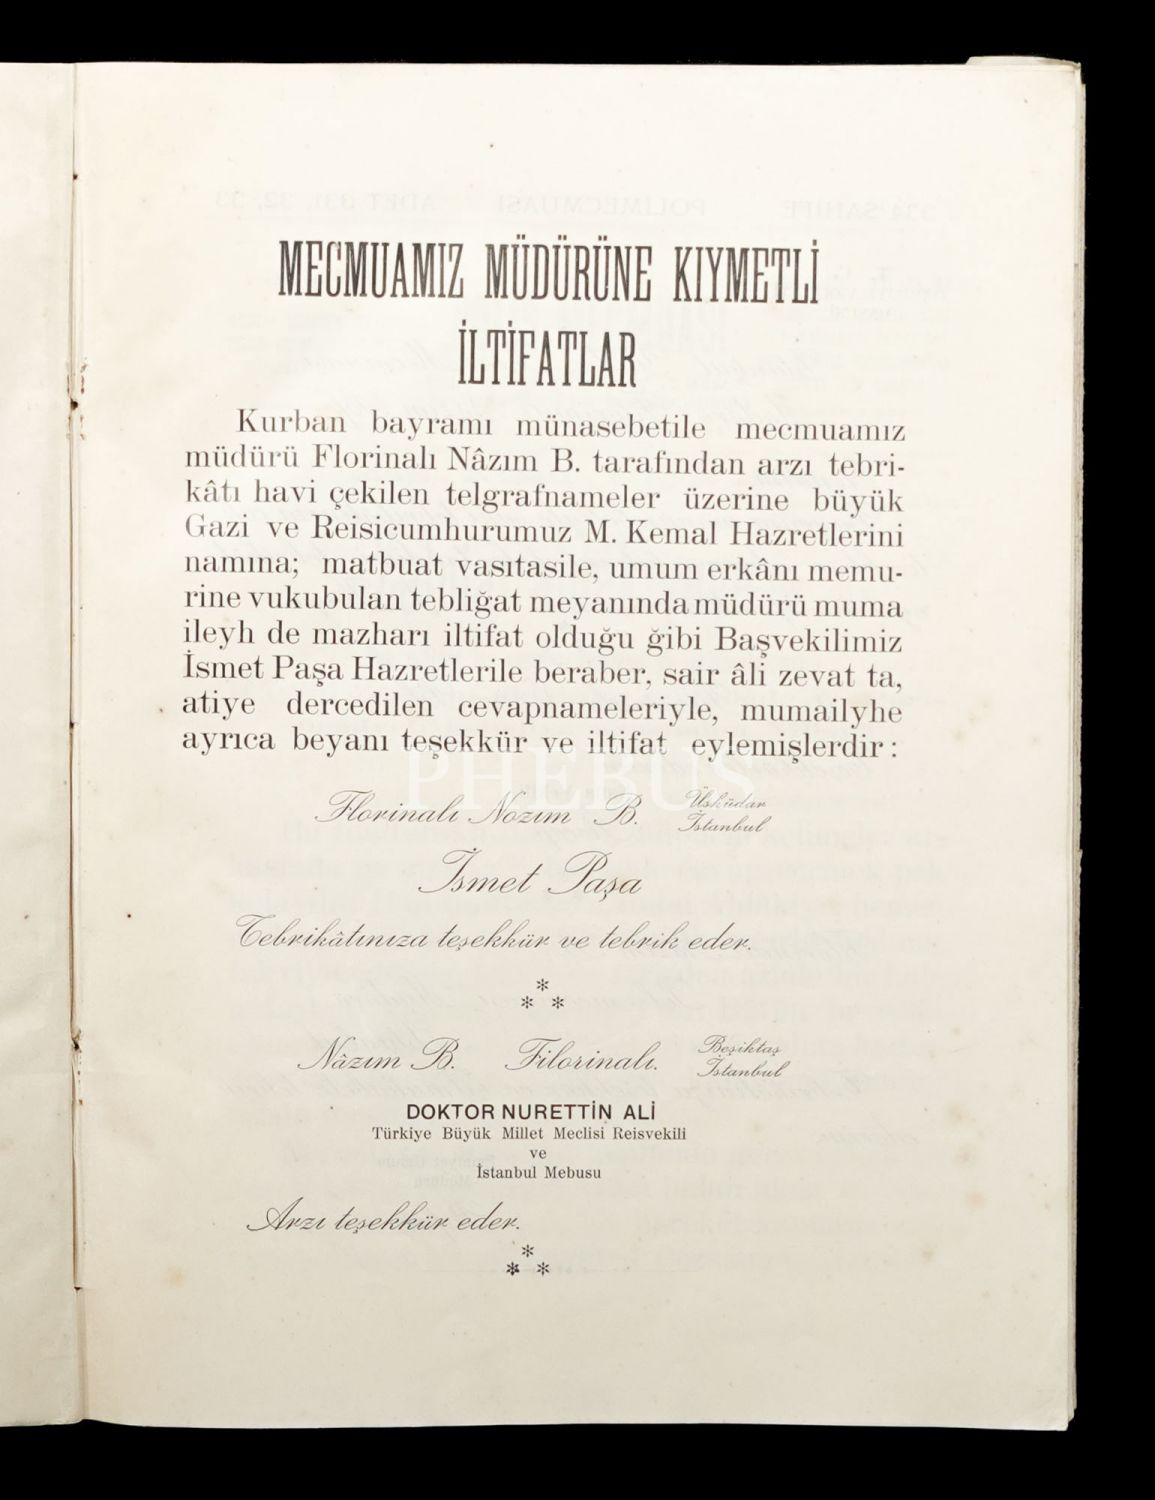 MECMUAMIZ MÜDÜRÜNE KIYMETLİ
İLTİFATLAR
Kurban bayramı münasebetile mecmuamız
müdürü Florinalı Nâzım B. tarafından arzı tebri-
kâtı havi çekilen telgrafnameler üzerine büyük
Gazi ve Reisicumhurumuz M. Kemal Hazretlerini
namına; matbuat vasıtasile, umum erkânı memu-
rine vukubulan tebliğat meyanında müdürü muma
ileyh de mazharı iltifat olduğu ğibi Başvekilimiz
İsmet Paşa Hazretlerile beraber, sair âli zevat ta,
atiye dercedilen cevapnameleriyle, mumailyhe
ayrıca beyanı teşekkür ve iltifat eylemişlerdir :
PHEBUS
Florinalı Nozım B. Üsküdar
İstanbul
İsmet Paşa
Tebrikâtınıza teşekkür ve tebrik eder.
*
* *
Nâzım B. Filorinalı. Beşiktaş
İstanbul
DOKTOR NURETTİN ALİ
Türkiye Büyük Millet Meclisi Reisvekili
ve
İstanbul Mebusu
Arzı teşekkür eder.
*
* *